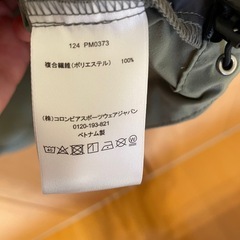 124 PM0373
複合繊維(ポリエステル) 100%
(株)コロンビアスポーツウェアジャパン
0120-193-821
ベトナム製